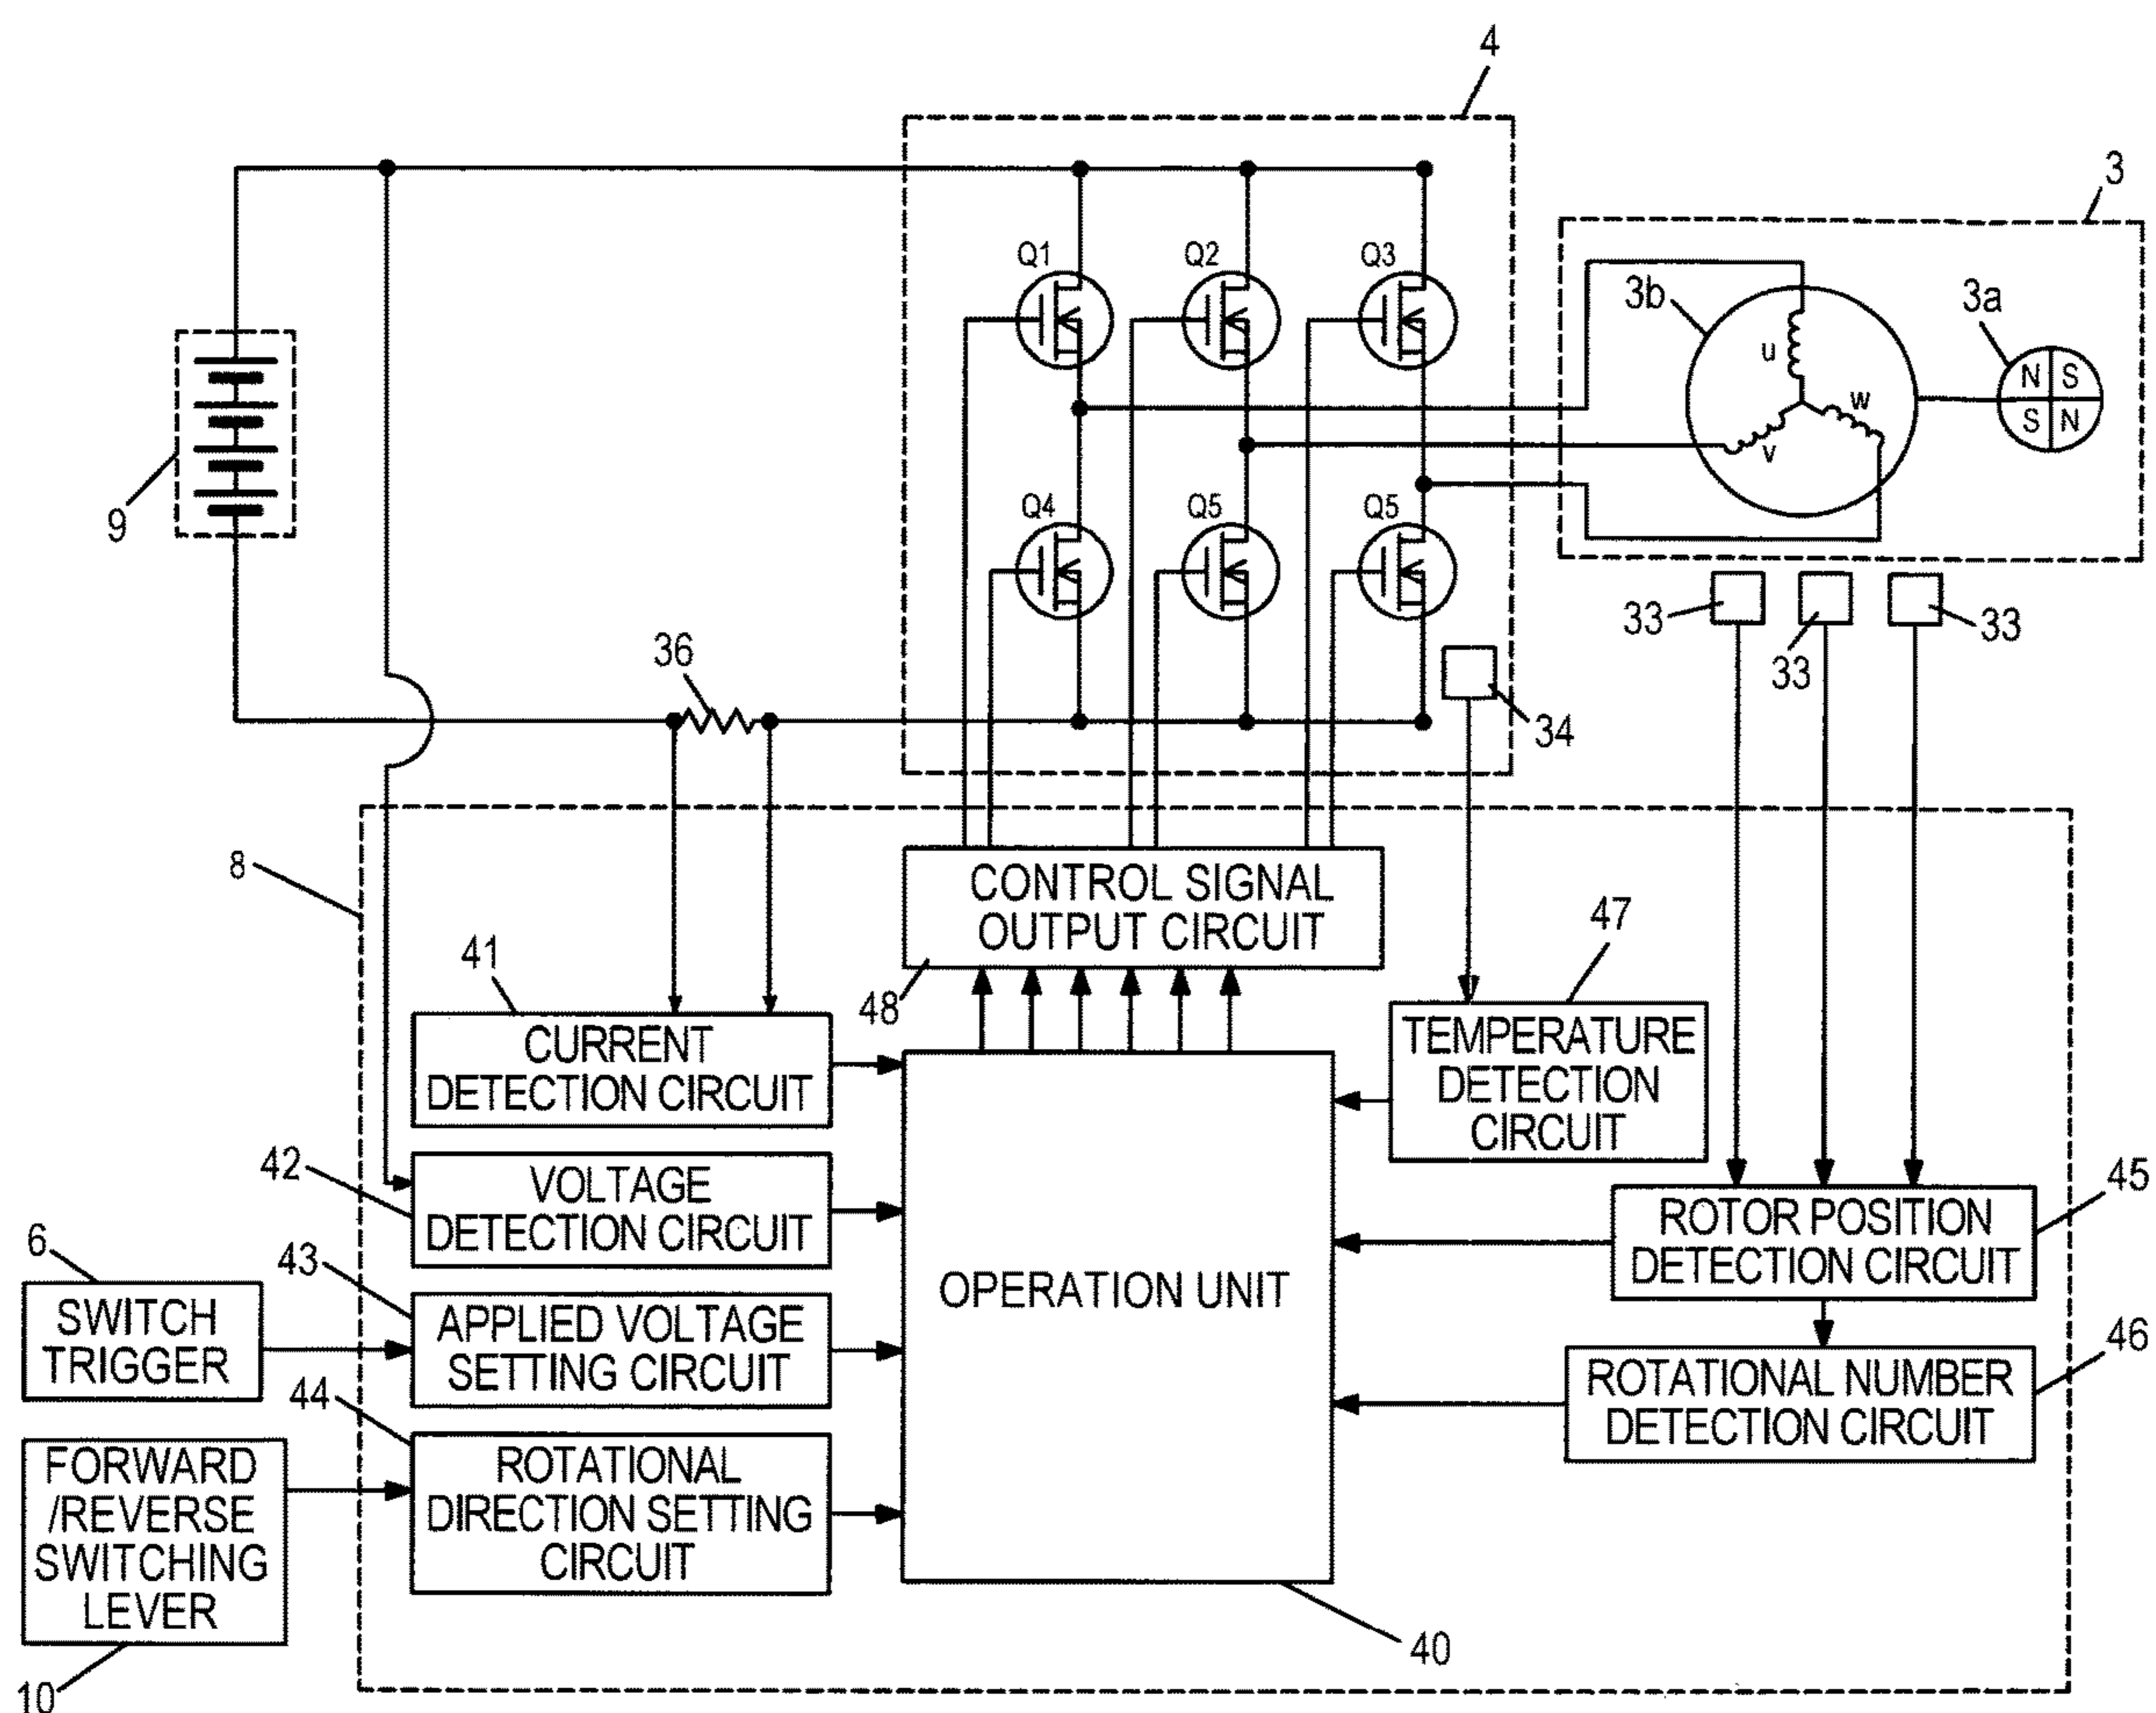 4
3
Q1
Q2
Q3
3b
3a
u
N
S
w
S
N
v
9
Q4
Q5
Q5
36
33
33
33
34
8
CONTROL SIGNAL
OUTPUT CIRCUIT
47
41
48
CURRENT
DETECTION CIRCUIT
TEMPERATURE
DETECTION
CIRCUIT
42
VOLTAGE
DETECTION CIRCUIT
45
ROTOR POSITION
DETECTION CIRCUIT
6
43
OPERATION UNIT
SWITCH
TRIGGER
APPLIED VOLTAGE
SETTING CIRCUIT
46
ROTATIONAL NUMBER
DETECTION CIRCUIT
44
FORWARD
/REVERSE
SWITCHING
LEVER
ROTATIONAL
DIRECTION SETTING
CIRCUIT
40
10